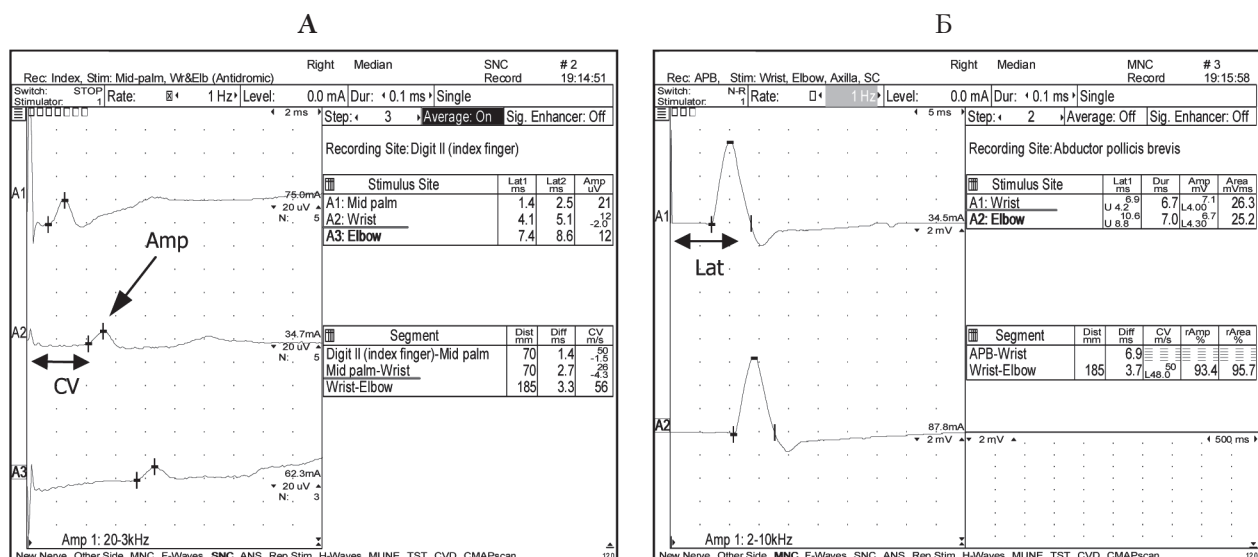 А
Right Median SNC # 2
Rec: Index, Stim: Mid-palm, Wr&Elb (Antidromic) Record 19:14:51
Switch: STOP
Stimulator: 1 Rate: 1 Hz Level: 0.0 mA Dur: 0.1 ms Single
2 ms Step: 3 Average: On Sig. Enhancer: Off
Recording Site: Digit II (index finger)
Stimulus Site Lat1 ms Lat2 ms Amp uV
A1: Mid palm 1.4 2.5 21
A2: Wrist 4.1 5.1 12 -2.0
A3: Elbow 7.4 8.6 12
A1
75.0mA
20 uV
N: 5
Amp
A2
34.7mA
20 uV
N: 5
CV
Segment Dist mm Diff ms CV m/s
Digit II (index finger)-Mid palm 70 1.4 50 -1.5
Mid palm-Wrist 70 2.7 26 -4.3
Wrist-Elbow 185 3.3 56
A3
62.3mA
20 uV
N: 3
Amp 1: 20-3kHz
New Nerve Other Side MNC F-Waves SNC ANS Rep Stim H-Waves MUNE TST CVD CMAPscan 12.0
Б
Right Median MNC # 3
Rec: APB, Stim: Wrist, Elbow, Axilla, SC Record 19:15:58
Switch: N-R
Stimulator: 1 Rate: 1 Hz Level: 0.0 mA Dur: 0.1 ms Single
5 ms Step: 2 Average: Off Sig. Enhancer: Off
Recording Site: Abductor pollicis brevis
Stimulus Site Lat1 ms Dur ms Amp mV Area mVms
A1: Wrist 6.9 U 4.2 6.7 7.1 L4.00 26.3
A2: Elbow 10.6 U 8.8 7.0 6.7 L4.30 25.2
A1
34.5mA
2 mV
Lat
Segment Dist mm Diff ms CV m/s rAmp % rArea %
APB-Wrist 6.9
Wrist-Elbow 185 3.7 50 L48.0 93.4 95.7
A2
87.8mA
2 mV 2 mV 500 ms
Amp 1: 2-10kHz
New Nerve Other Side MNC F-Waves SNC ANS Rep Stim H-Waves MUNE TST CVD CMAPscan